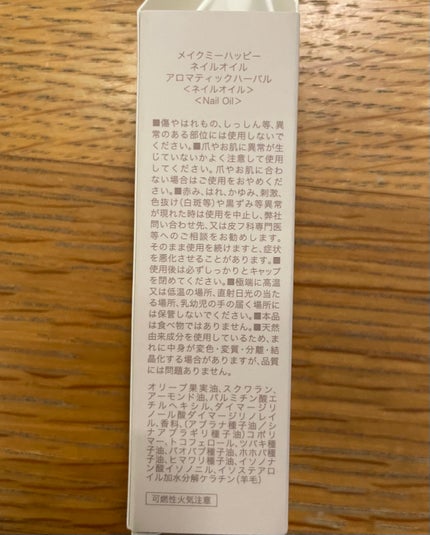 メイクミーハッピー
ネイルオイル
アロマティックハーバル
＜ネイルオイル＞
＜Nail Oil＞
■傷やはれもの、しっしん等、異
常のある部位には使用しないで
ください。■爪やお肌に異常が生
じていないかよく注意して使用
してください。爪やお肌に合わ
ない場合はご使用をおやめくだ
さい。■赤み、はれ、かゆみ、刺激、
色抜け(白斑等)や黒ずみ等異常
が現れた時は使用を中止し、弊社
問い合わせ先、又は皮フ科専門医
等へのご相談をお勧めします。
そのまま使用を続けますと、症状
を悪化させることがあります。■
使用後は必ずしっかりとキャップ
を閉めてください。■極端に高温
又は低温の場所、直射日光の当た
る場所、乳幼児の手の届く場所に
は保管しないでください。■本品
は食べ物ではありません。■天然
由来成分を使用しているため、ま
れに中身が変色・変質・分離・結
晶化する場合がありますが、品質
には問題ありません。
オリーブ果実油、スクワラン、
アーモンド油、パルミチン酸エ
チルヘキシル、ダイマージリ
ノール酸ダイマージリノレイ
ル、香料、(アブラナ種子油/シ
ナアブラギリ種子油)コポリ
マー、トコフェロール、ツバキ種
子油、バオバブ種子油、ホホバ種
子油、ヒマワリ種子油、イソノナ
ン酸イソノニル、イソステアロ
イル加水分解ケラチン(羊毛)
可燃性火気注意